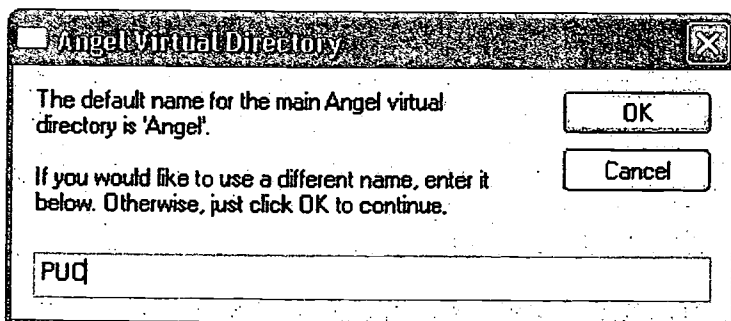 Angel Virtual Directory
The default name for the main Angel virtual
directory is 'Angel'.
OK
Cancel
If you would like to use a different name, enter it
below. Otherwise, just click OK to continue.
PUC